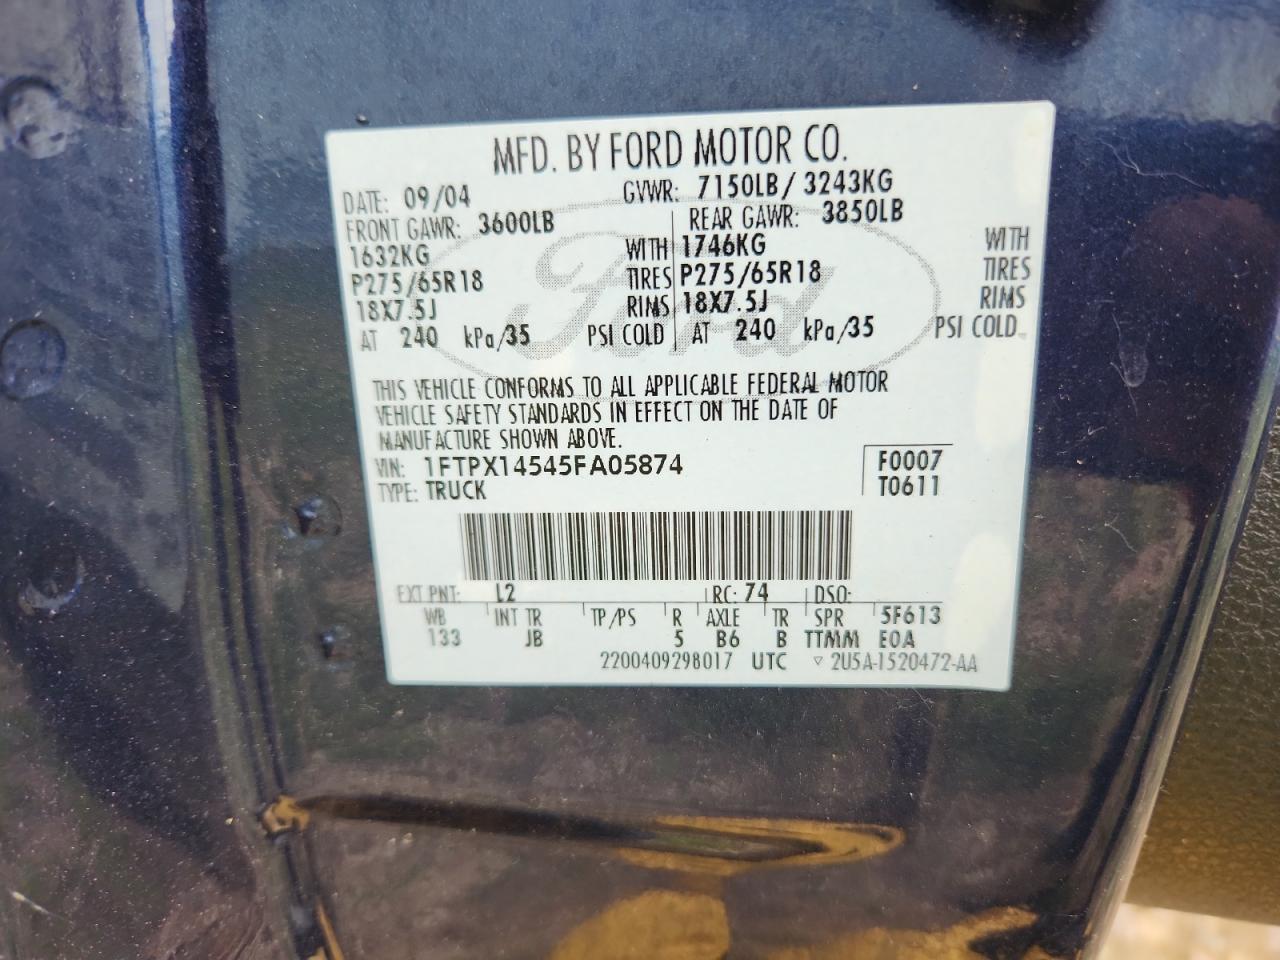 MFD. BY FORD MOTOR CO.
DATE: 09/04 GVWR: 7150LB / 3243KG
FRONT GAWR: 3600LB REAR GAWR: 3850LB
1632KG WITH 1746KG WITH
P275/65R18 TIRES P275/65R18 TIRES
18X7.5J RIMS 18X7.5J RIMS
AT 240 kPa/35 PSI COLD AT 240 kPa/35 PSI COLD
Ford
THIS VEHICLE CONFORMS TO ALL APPLICABLE FEDERAL MOTOR
VEHICLE SAFETY STANDARDS IN EFFECT ON THE DATE OF
MANUFACTURE SHOWN ABOVE.
VIN: 1FTPX14545FA05874 F0007
TYPE: TRUCK T0611
EXT PNT: L2 RC: 74 DSO:
WB INT TR TP/PS R AXLE TR SPR 5F613
133 JB 5 B6 B TTMM EOA
2200409298017 UTC ▽ 2U5A-1520472-AA